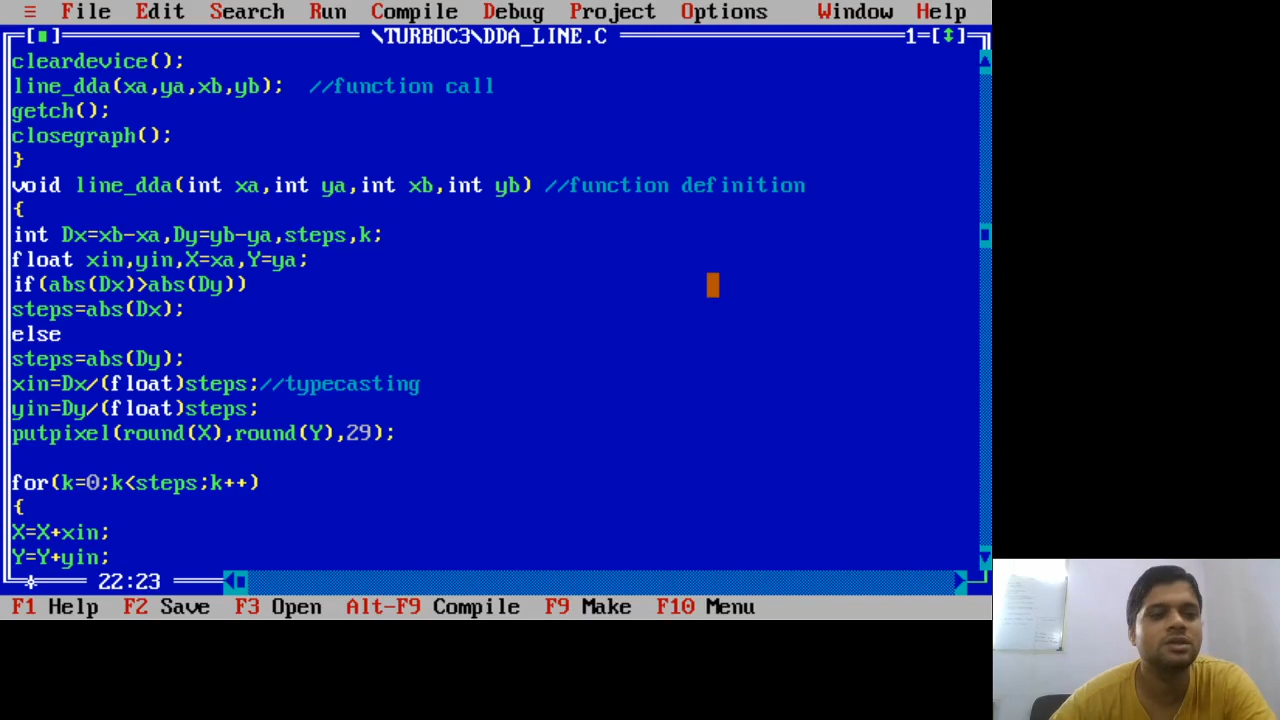 ≡ File Edit Search Run Compile Debug Project Options Window Help
[■] \TURBOC3\DDA_LINE.C 1=[↕]
cleardevice();
line_dda(xa,ya,xb,yb); //function call
getch();
closegraph();
}
void line_dda(int xa,int ya,int xb,int yb) //function definition
{
int Dx=xb-xa,Dy=yb-ya,steps,k;
float xin,yin,X=xa,Y=ya;
if(abs(Dx)>abs(Dy))
steps=abs(Dx);
else
steps=abs(Dy);
xin=Dx/(float)steps;//typecasting
yin=Dy/(float)steps;
putpixel(round(X),round(Y),29);
for(k=0;k<steps;k++)
{
X=X+xin;
Y=Y+yin;
22:23
F1 Help F2 Save F3 Open Alt-F9 Compile F9 Make F10 Menu